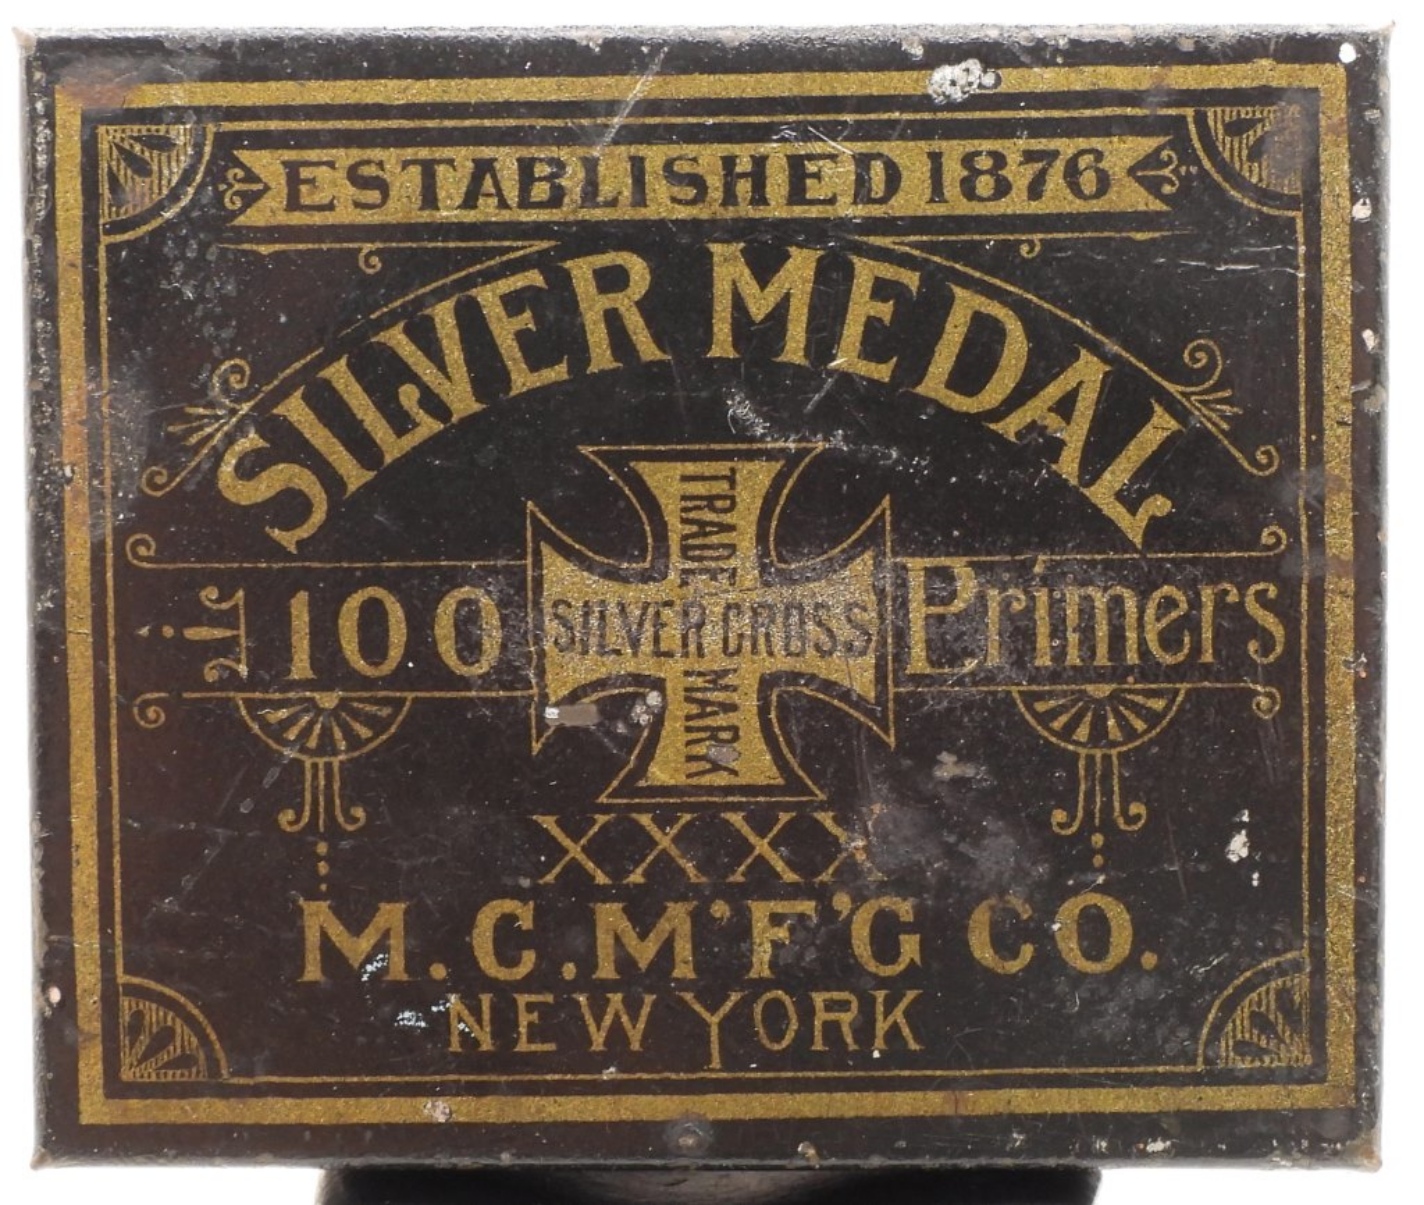 ESTABLISHED 1876
SILVER MEDAL
TRADE
100 SILVER CROSS Primers
MARK
XXXX
M.C.M'F'G CO.
NEW YORK